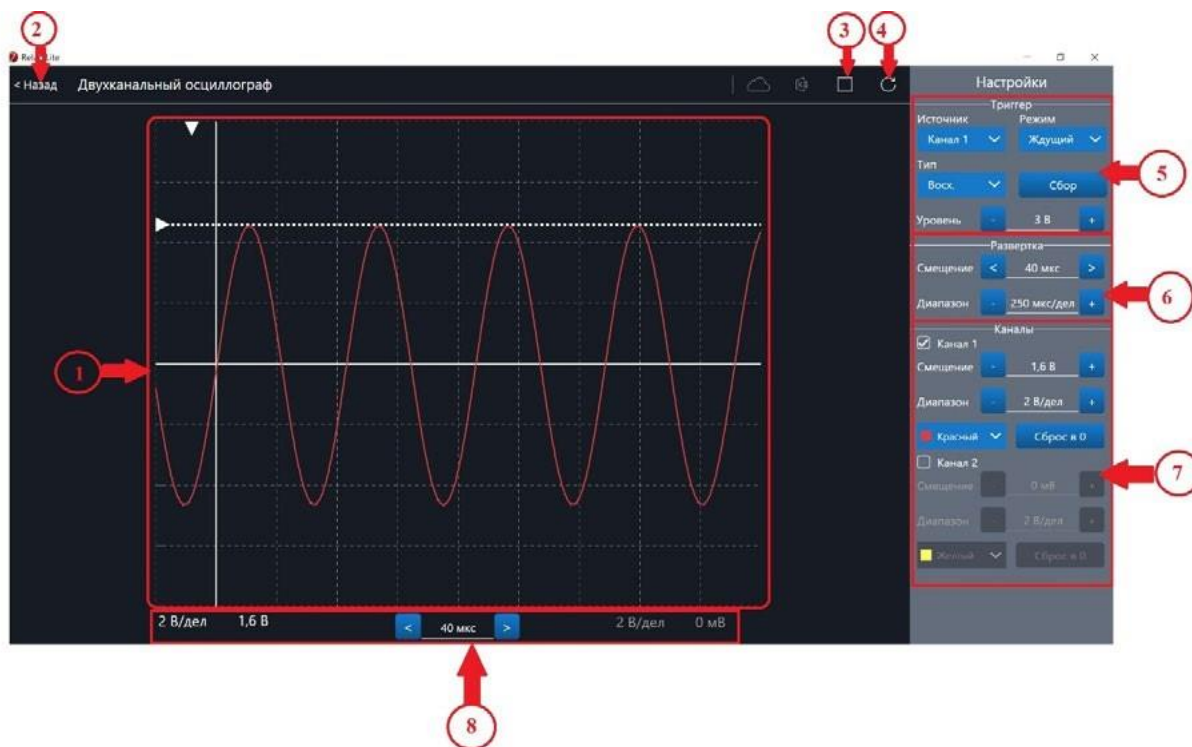 2
3
4
Relab Lite
< Назад
Двухканальный осциллограф
Настройки
Триггер
Источник
Режим
Канал 1
Ждущий
Тип
Восх.
Сбор
5
Уровень
-
3 В
+
Развертка
Смещение
<
40 мкс
>
Диапазон
-
250 мкс/дел
+
6
Каналы
Канал 1
1
Смещение
-
1,6 В
+
Диапазон
-
2 В/дел
+
Красный
Сброс в 0
Канал 2
7
Смещение
-
0 мВ
+
Диапазон
-
2 В/дел
+
Желтый
Сброс в 0
2 В/дел
1,6 В
<
40 мкс
>
2 В/дел
0 мВ
8